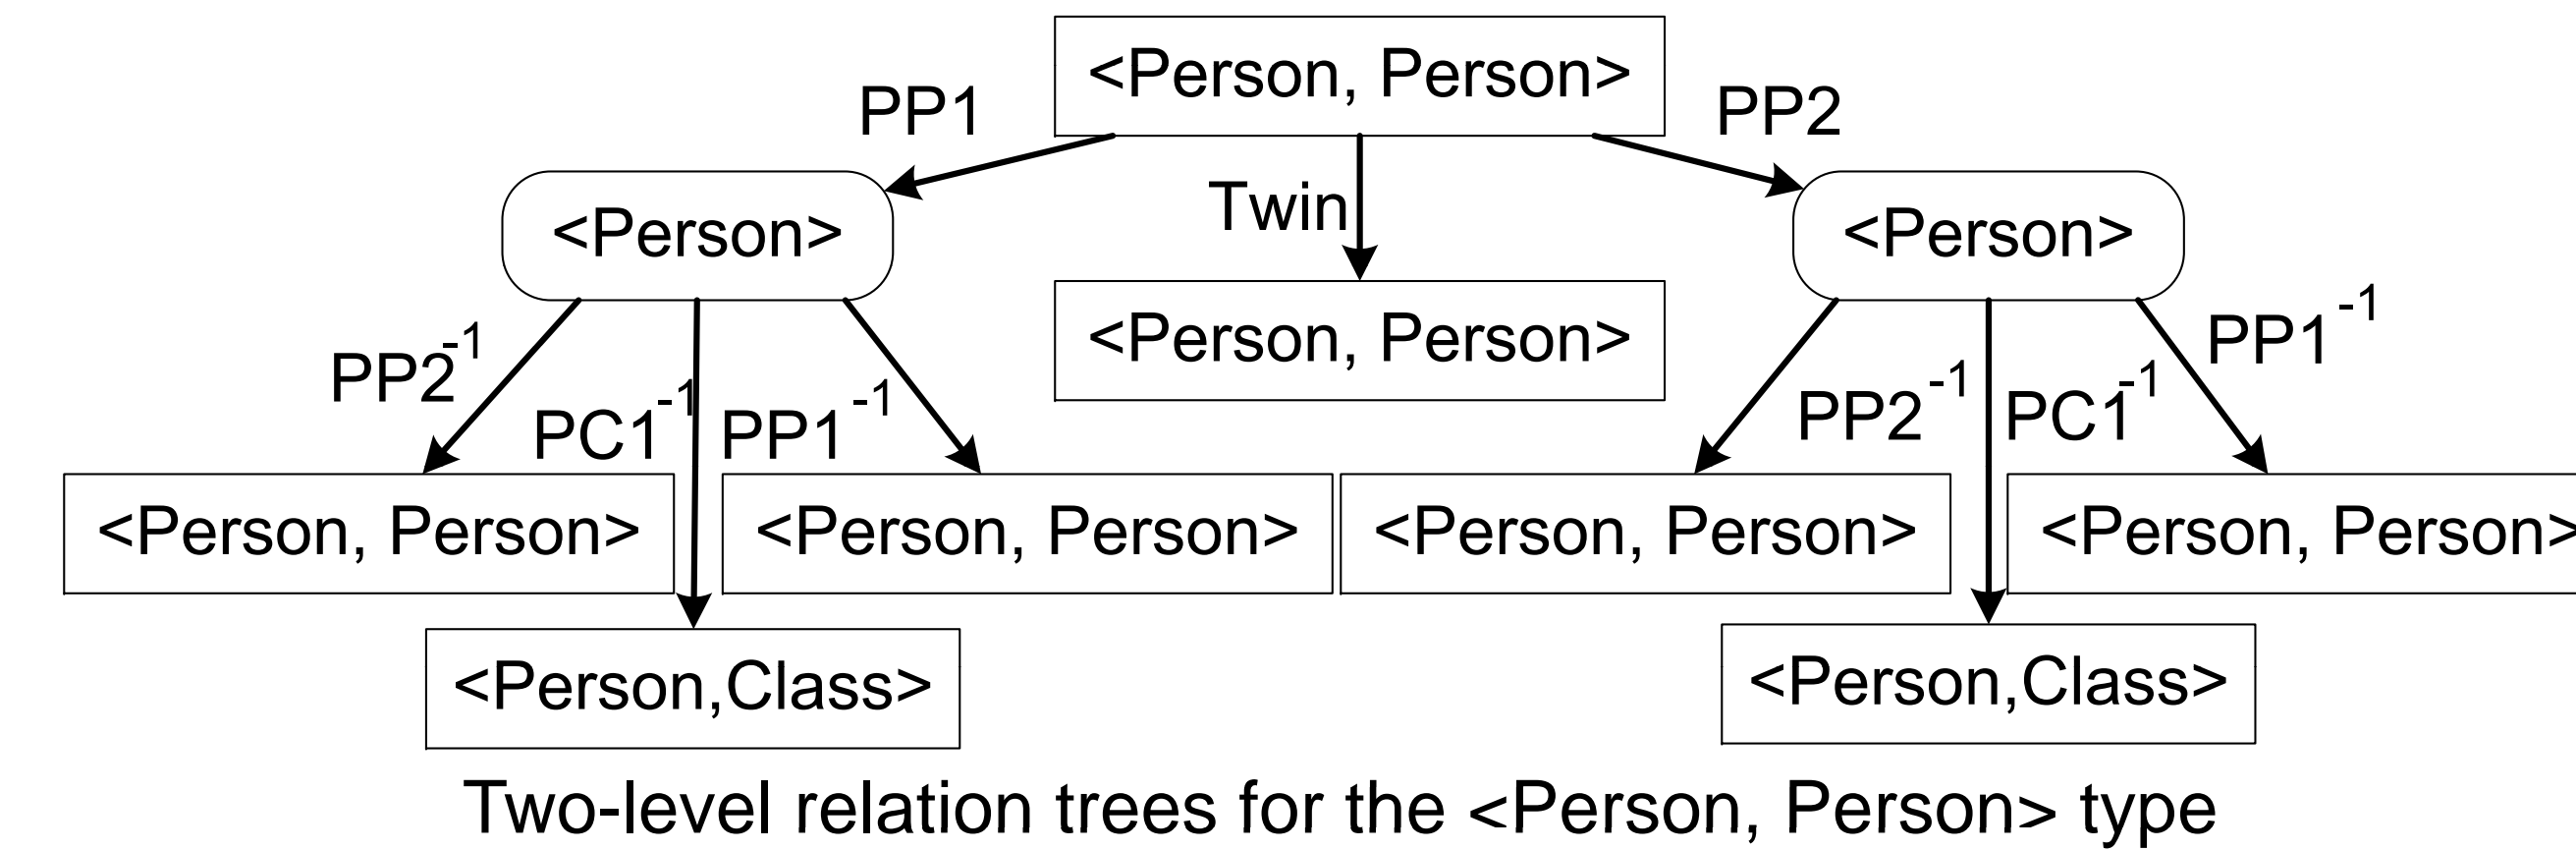 <Person, Person>
PP1
PP2
Twin
<Person>
<Person>
<Person, Person>
PP2^-1
PC1^-1
PP1^-1
PP2^-1
PC1^-1
PP1^-1
<Person, Person>
<Person, Person>
<Person, Person>
<Person, Person>
<Person,Class>
<Person,Class>
Two-level relation trees for the <Person, Person> type